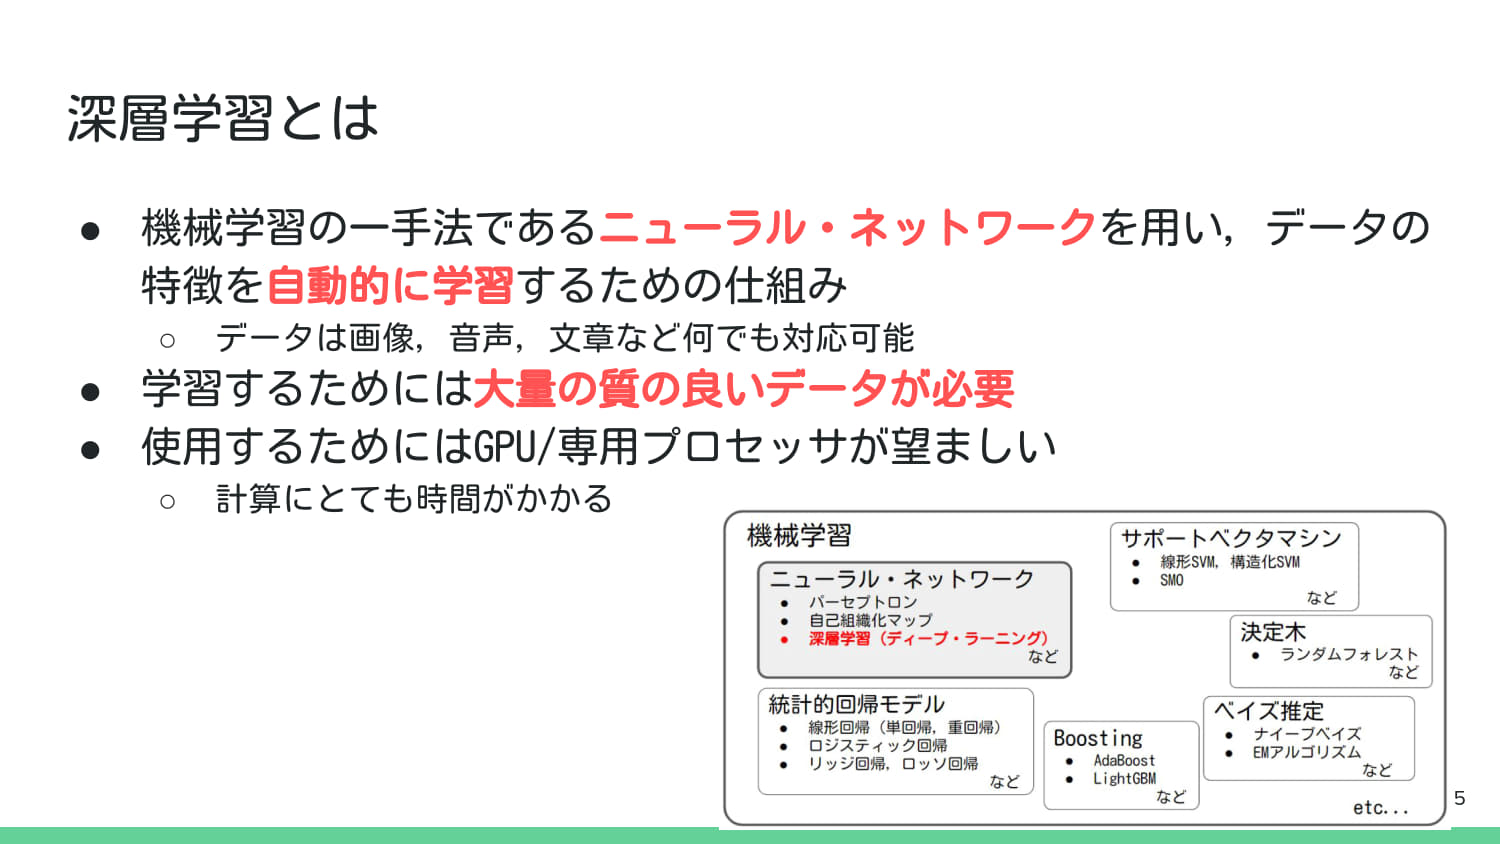 深層学習とは
● 機械学習の一手法であるニューラル・ネットワークを用い，データの
特徴を自動的に学習するための仕組み
○ データは画像，音声，文章など何でも対応可能
● 学習するためには大量の質の良いデータが必要
● 使用するためにはGPU/専用プロセッサが望ましい
○ 計算にとても時間がかかる
機械学習
ニューラル・ネットワーク
● パーセプトロン
● 自己組織化マップ
● 深層学習（ディープ・ラーニング）
など
サポートベクタマシン
● 線形SVM，構造化SVM
● SMO
など
決定木
● ランダムフォレスト
など
統計的回帰モデル
● 線形回帰（単回帰，重回帰）
● ロジスティック回帰
● リッジ回帰，ロッソ回帰
など
Boosting
● AdaBoost
● LightGBM
など
ベイズ推定
● ナイーブベイズ
● EMアルゴリズム
など
etc...
5